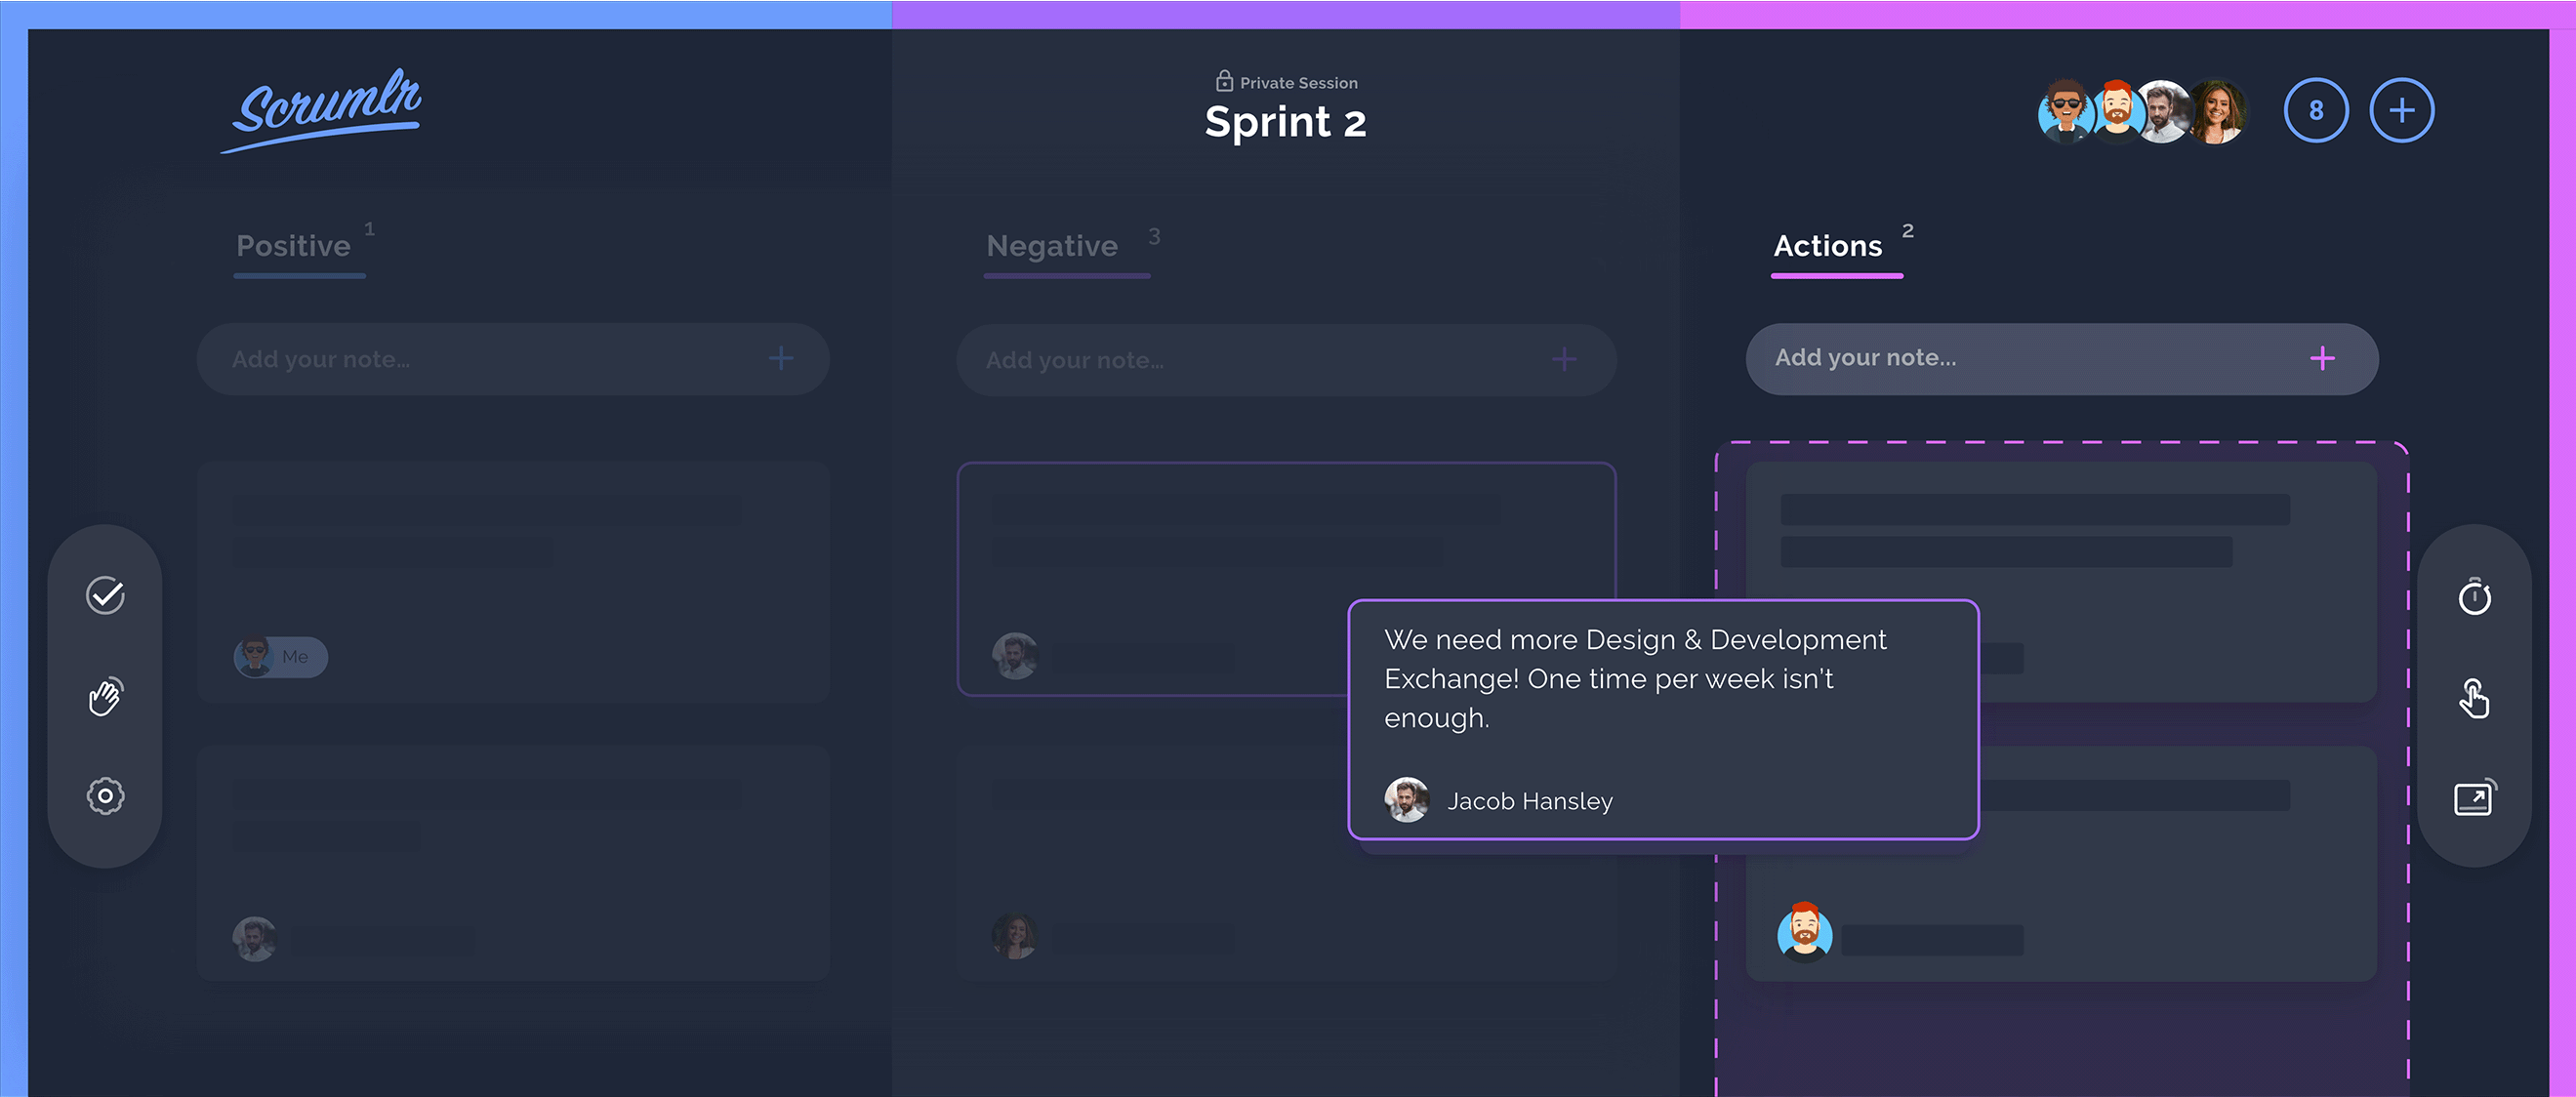 Scrumlr
Private Session
Sprint 2
8
Positive 1
Negative 3
Actions 2
Add your note...
Add your note...
Add your note...
Me
We need more Design & Development
Exchange! One time per week isn't
enough.
Jacob Hansley